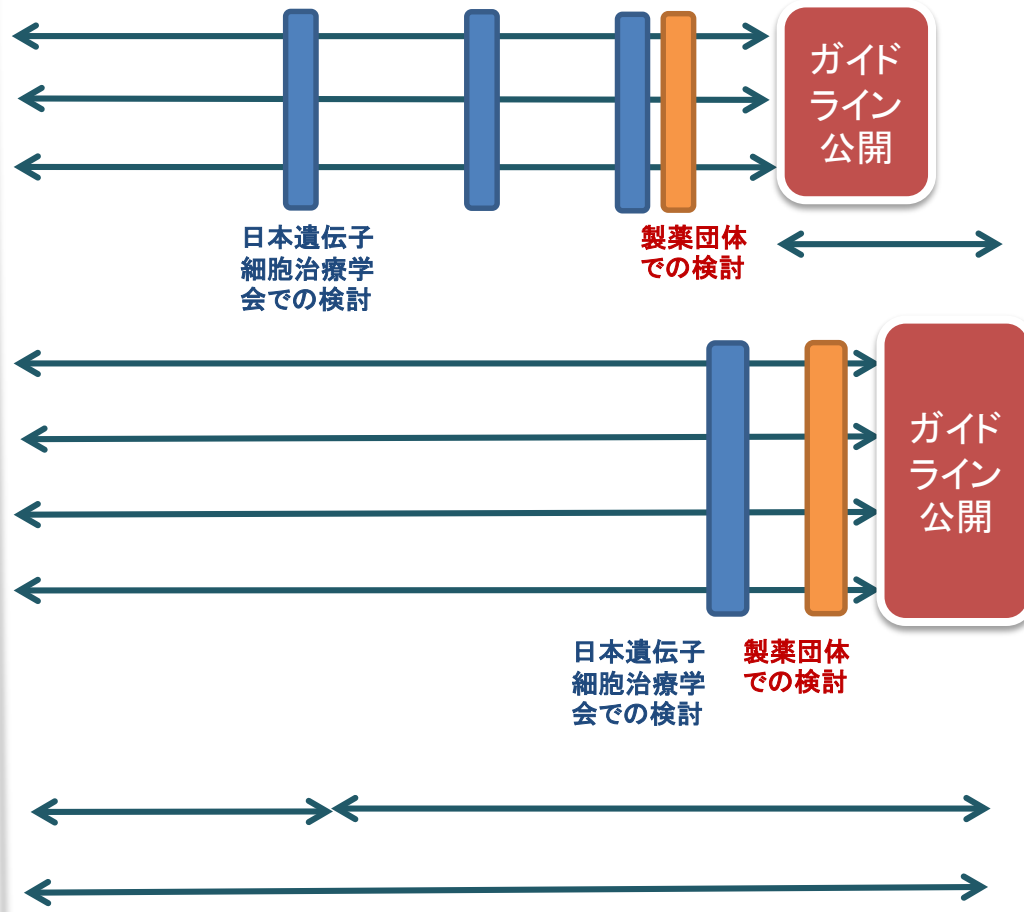 ガイド
ライン
公開
日本遺伝子
細胞治療学
会での検討
製薬団体
での検討
ガイド
ライン
公開
日本遺伝子
細胞治療学
会での検討
製薬団体
での検討